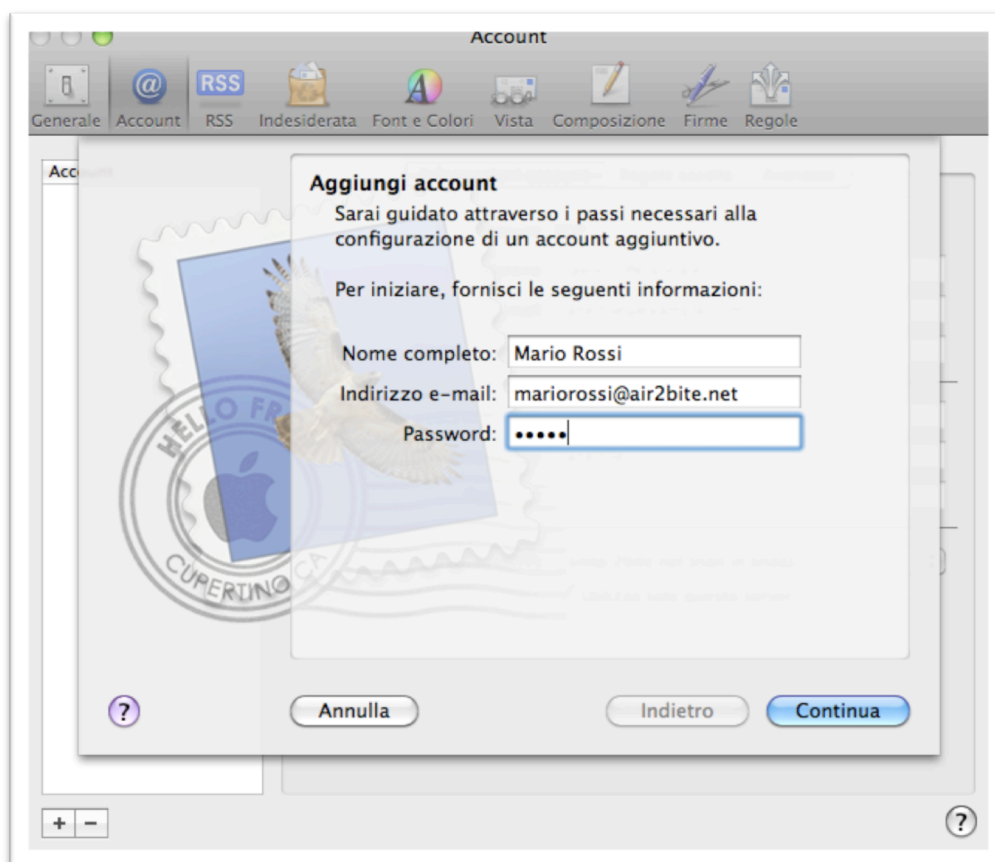 Account
Generale Account RSS Indesiderata Font e Colori Vista Composizione Firme Regole
RSS
Acc
Aggiungi account
Sarai guidato attraverso i passi necessari alla
configurazione di un account aggiuntivo.
Per iniziare, fornisci le seguenti informazioni:
Nome completo: Mario Rossi
Indirizzo e-mail: mariorossi@air2bite.net
Password: •••••
HELLO FR
CUPERTINO CA
? Annulla Indietro Continua
+ − ?